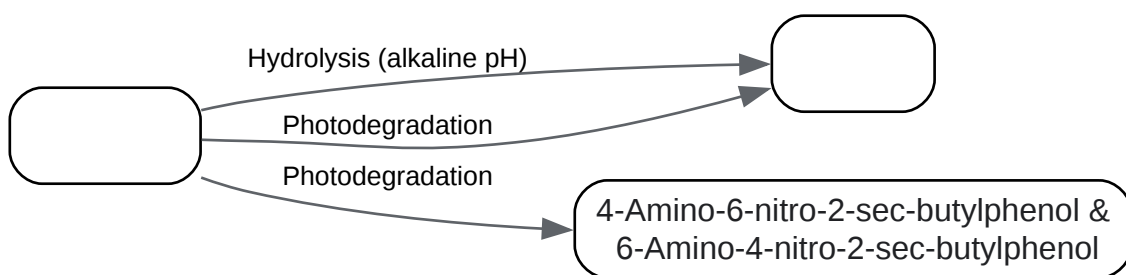 Hydrolysis (alkaline pH)
Photodegradation
Photodegradation
4-Amino-6-nitro-2-sec-butylphenol &
6-Amino-4-nitro-2-sec-butylphenol